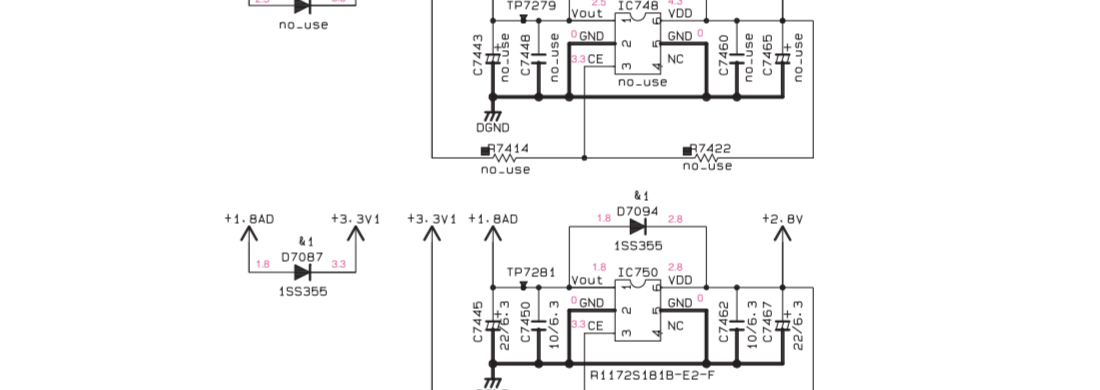 TP7279
2.5
IC748
4.3
no_use
Vout
1
6
VDD
0
GND
2
5
GND
0
3.3
CE
3
4
NC
C7443
+
no_use
C7448
no_use
C7460
no_use
C7465
+
no_use
no_use
DGND
R7414
no_use
R7422
no_use
&1
D7094
1.8
2.8
1SS355
+1.8AD
+3.3V1
+3.3V1
+1.8AD
+2.8V
&1
D7087
1.8
3.3
1SS355
TP7281
1.8
IC750
2.8
Vout
1
6
VDD
0
GND
2
5
GND
0
3.3
CE
3
4
NC
C7445
+
22/6.3
C7450
10/6.3
C7462
10/6.3
C7467
+
22/6.3
R1172S181B-E2-F